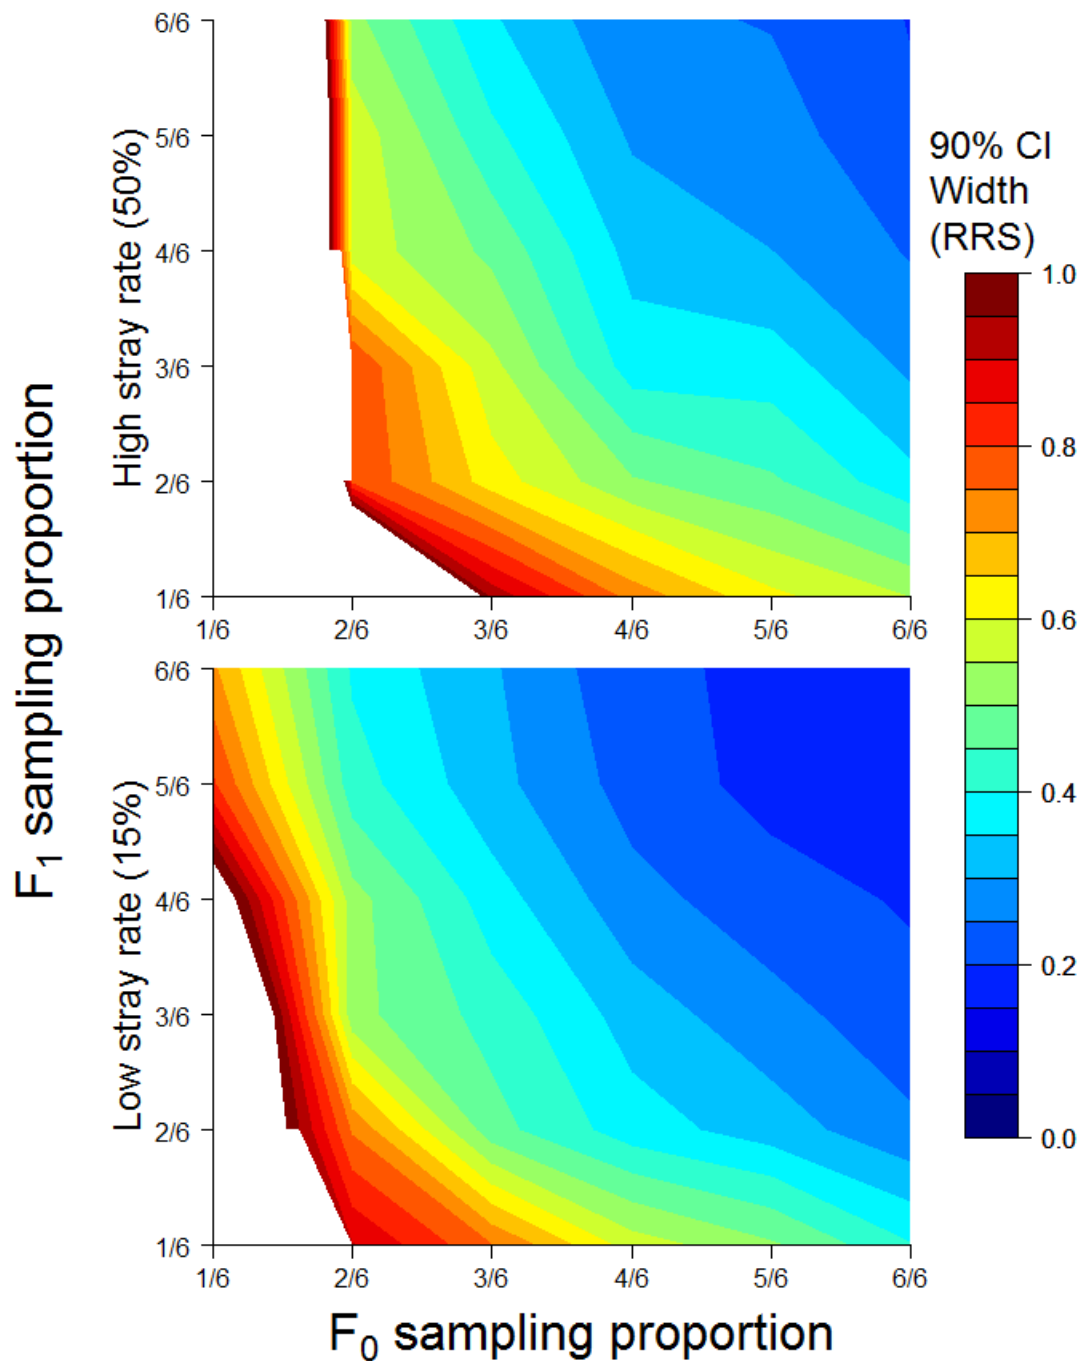 F1 sampling proportion
High stray rate (50%)
6/6
5/6
4/6
3/6
2/6
1/6
1/6 2/6 3/6 4/6 5/6 6/6
90% CI
Width
(RRS)
1.0
0.8
0.6
0.4
0.2
0.0
Low stray rate (15%)
6/6
5/6
4/6
3/6
2/6
1/6
1/6 2/6 3/6 4/6 5/6 6/6
F0 sampling proportion